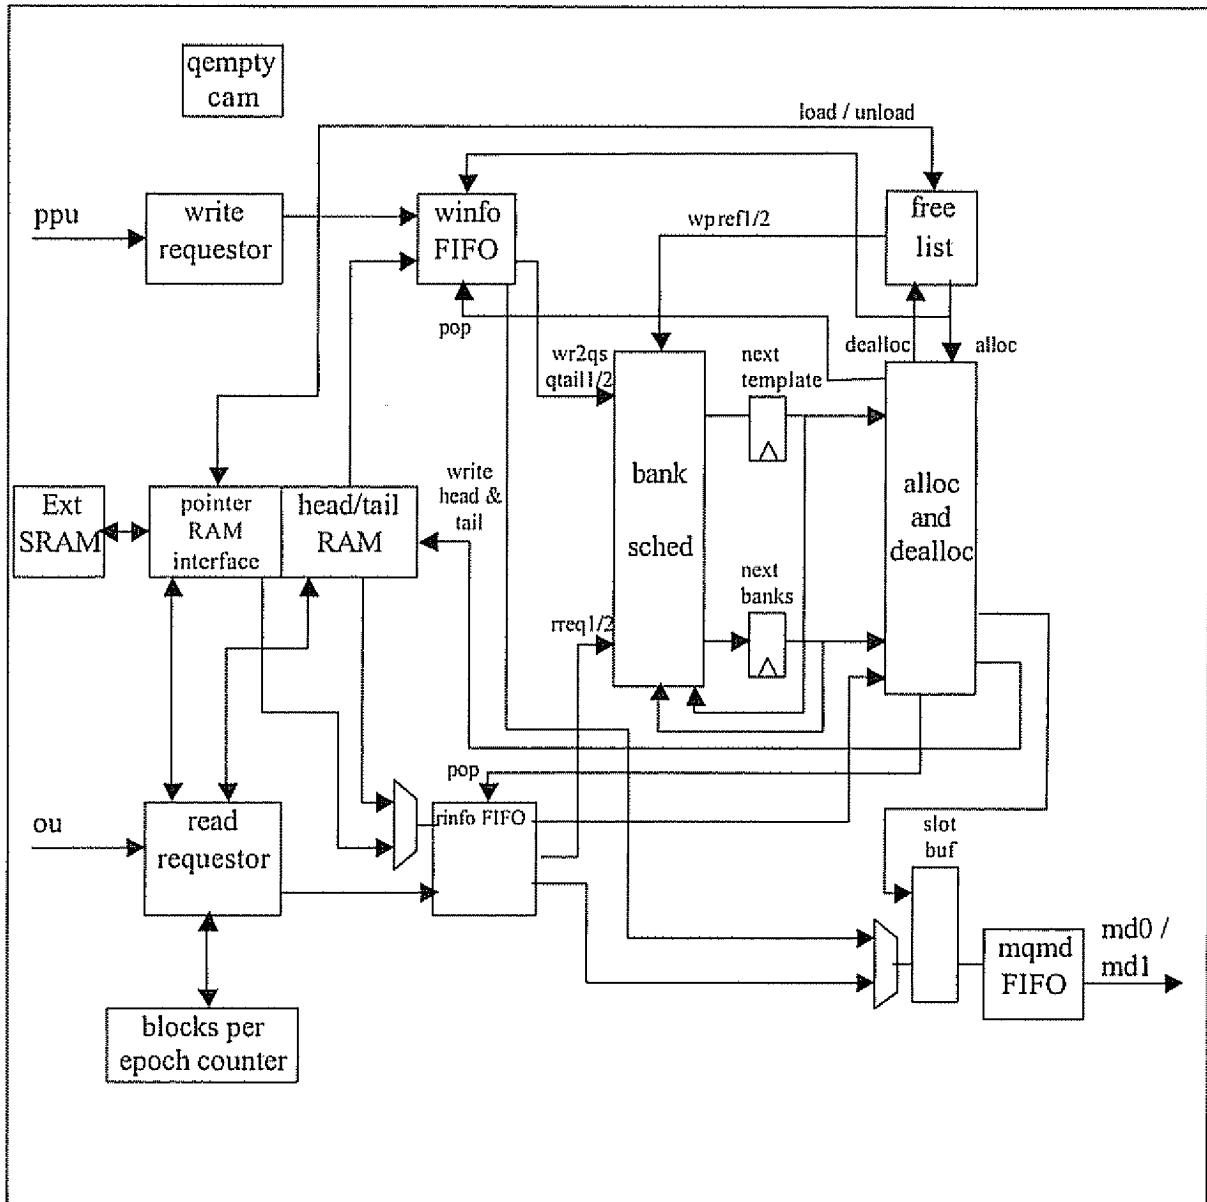 qempty
cam
load / unload
ppu
write
requestor
winfo
FIFO
wpref1/2
free
list
pop
dealloc
alloc
wr2qs
qtail1/2
next
template
bank
sched
alloc
and
dealloc
Ext
SRAM
pointer
RAM
interface
head/tail
RAM
write
head &
tail
next
banks
rreq1/2
pop
ou
read
requestor
rinfo FIFO
slot
buf
mqmd
FIFO
md0 /
md1
blocks per
epoch counter